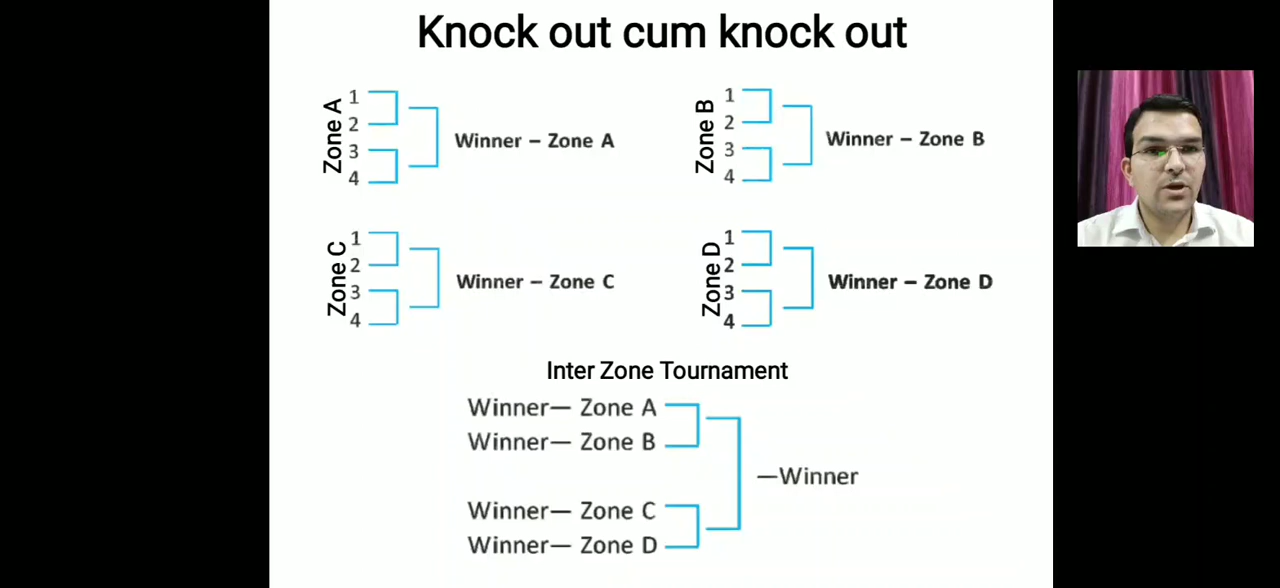 Knock out cum knock out
Zone A
1
2
3
4
Winner – Zone A
Zone B
1
2
3
4
Winner – Zone B
Zone C
1
2
3
4
Winner – Zone C
Zone D
1
2
3
4
Winner – Zone D
Inter Zone Tournament
Winner— Zone A
Winner— Zone B
—Winner
Winner— Zone C
Winner— Zone D